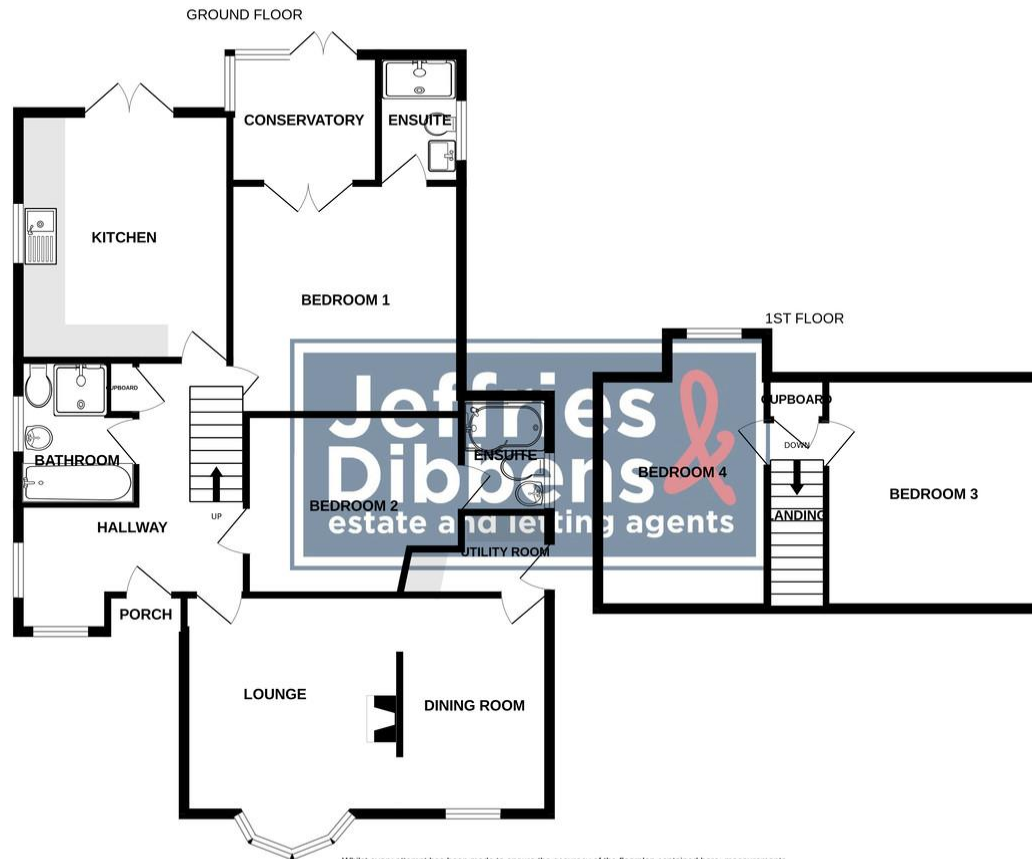 GROUND FLOOR
CONSERVATORY
ENSUITE
KITCHEN
BEDROOM 1
1ST FLOOR
CUPBOARD
Jeffries &
Dibbens
estate and letting agents
CUPBOARD
DOWN
BATHROOM
ENSUITE
BEDROOM 4
BEDROOM 3
BEDROOM 2
UP
LANDING
HALLWAY
UTILITY ROOM
PORCH
LOUNGE
DINING ROOM